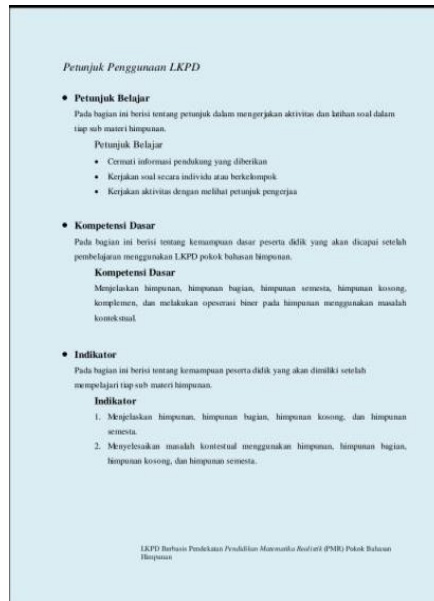 Petunjuk Penggunaan LKPD
• Petunjuk Belajar
Pada bagian ini berisi tentang petunjuk dalam mengerjakan aktivitas dan latihan soal dalam
tiap sub materi himpunan.
Petunjuk Belajar
• Cermati informasi pendukung yang diberikan
• Kerjakan soal secara individu atau berkelompok
• Kerjakan aktivitas dengan melihat petunjuk pengerjaa
• Kompetensi Dasar
Pada bagian ini berisi tentang kemampuan dasar peserta didik yang akan dicapai setelah
pembelajaran menggunakan LKPD pokok bahasan himpunan.
Kompetensi Dasar
Menjelaskan himpunan, himpunan bagian, himpunan semesta, himpunan kosong,
komplemen, dan melakukan opeserasi biner pada himpunan menggunakan masalah
kontekstual.
• Indikator
Pada bagian ini berisi tentang kemampuan peserta didik yang akan dimiliki setelah
mempelajari tiap sub materi himpunan.
Indikator
1. Menjelaskan himpunan, himpunan bagian, himpunan kosong, dan himpunan
semesta.
2. Menyelesaikan masalah kontestual menggunakan himpunan, himpunan bagian,
himpunan kosong, dan himpunan semesta.
LKPD Berbasis Pendekatan Pendidikan Matematika Realistik (PMR) Pokok Bahasan
Himpunan